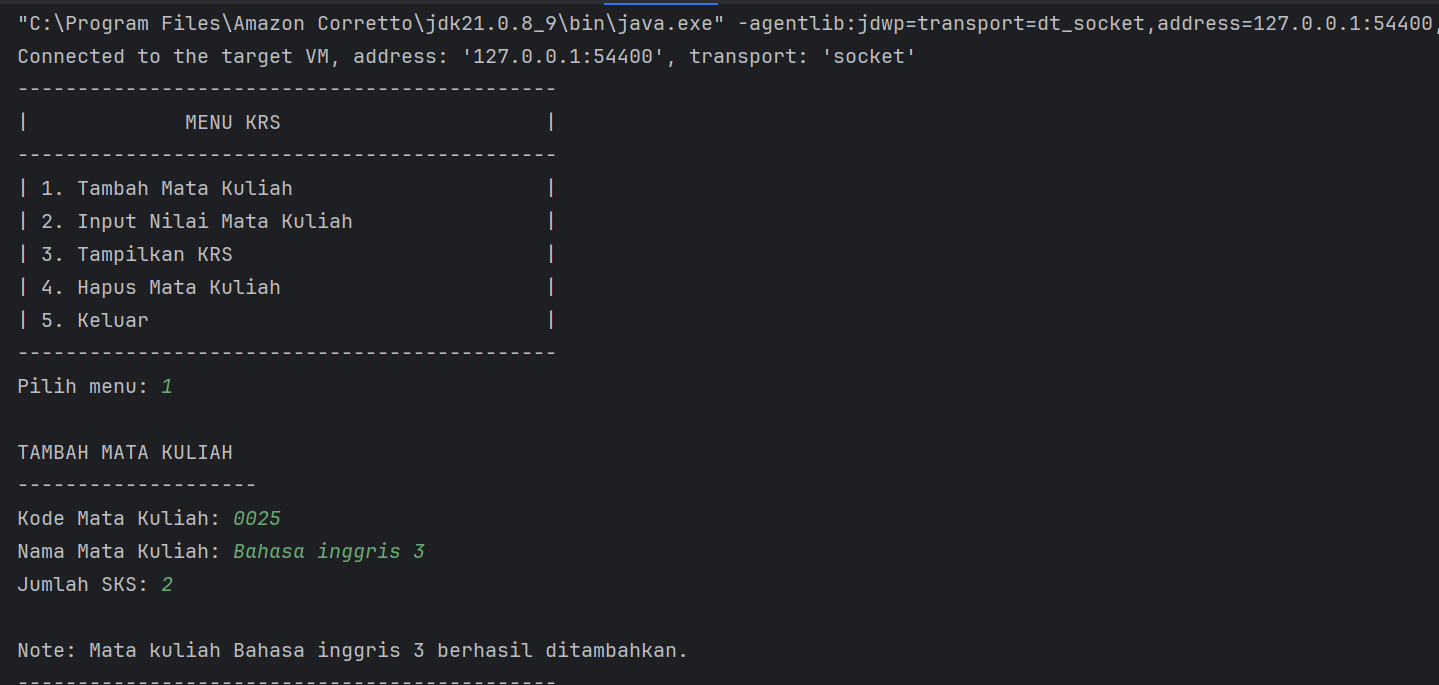 "C:\Program Files\Amazon Corretto\jdk21.0.8_9\bin\java.exe" -agentlib:jdwp=transport=dt_socket,address=127.0.0.1:54400,
Connected to the target VM, address: '127.0.0.1:54400', transport: 'socket'
---------------------------------------------
|             MENU KRS                      |
---------------------------------------------
| 1. Tambah Mata Kuliah                     |
| 2. Input Nilai Mata Kuliah                |
| 3. Tampilkan KRS                          |
| 4. Hapus Mata Kuliah                      |
| 5. Keluar                                 |
---------------------------------------------
Pilih menu: 1
TAMBAH MATA KULIAH
--------------------
Kode Mata Kuliah: 0025
Nama Mata Kuliah: Bahasa inggris 3
Jumlah SKS: 2
Note: Mata kuliah Bahasa inggris 3 berhasil ditambahkan.
---------------------------------------------